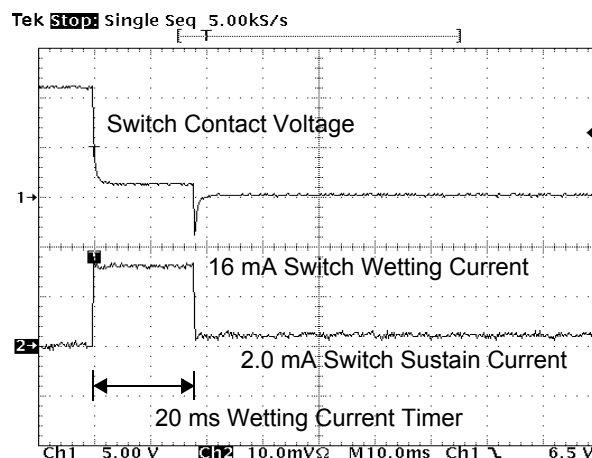 Tek Stop: Single Seq 5.00kS/s
T
Switch Contact Voltage
1→
T
16 mA Switch Wetting Current
2→
2.0 mA Switch Sustain Current
20 ms Wetting Current Timer
Ch1 5.00 V Ch2 10.0mVΩ M10.0ms Ch1 6.5 V